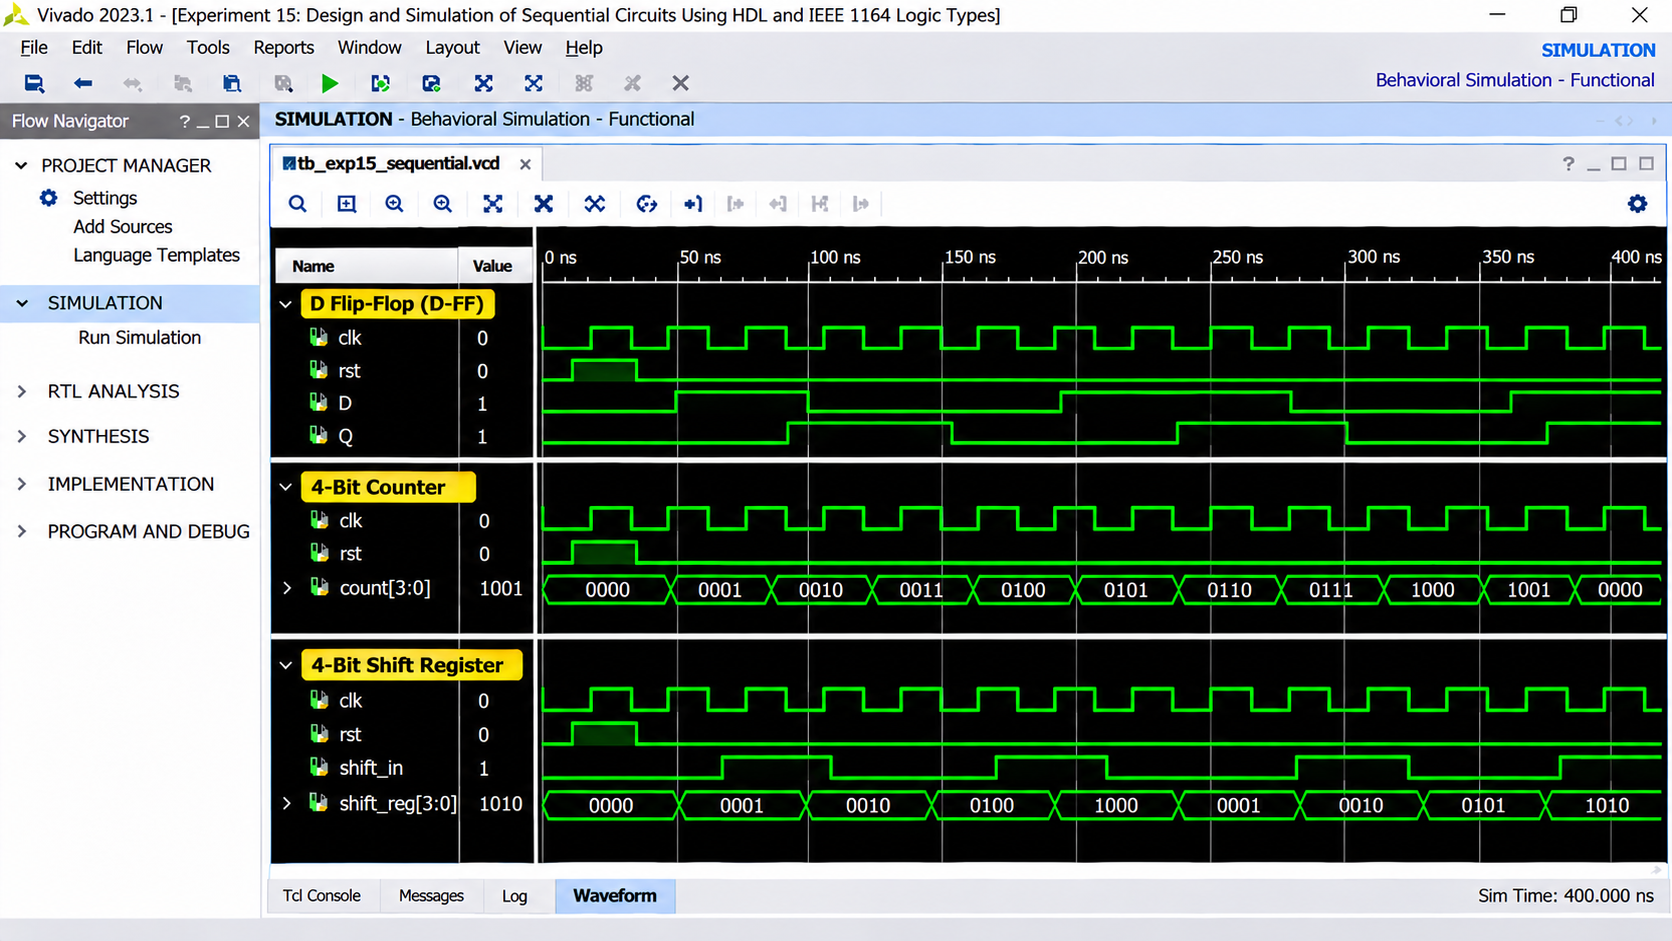 Vivado 2023.1 - [Experiment 15: Design and Simulation of Sequential Circuits Using HDL and IEEE 1164 Logic Types]
File Edit Flow Tools Reports Window Layout View Help
SIMULATION
Behavioral Simulation - Functional
Flow Navigator ?
PROJECT MANAGER
Settings
Add Sources
Language Templates
SIMULATION
Run Simulation
RTL ANALYSIS
SYNTHESIS
IMPLEMENTATION
PROGRAM AND DEBUG
SIMULATION - Behavioral Simulation - Functional
tb_exp15_sequential.vcd
?
Name Value
0 ns 50 ns 100 ns 150 ns 200 ns 250 ns 300 ns 350 ns 400 ns
D Flip-Flop (D-FF)
clk 0
rst 0
D 1
Q 1
4-Bit Counter
clk 0
rst 0
count[3:0] 1001 0000 0001 0010 0011 0100 0101 0110 0111 1000 1001 0000
4-Bit Shift Register
clk 0
rst 0
shift_in 1
shift_reg[3:0] 1010 0000 0001 0010 0100 1000 0001 0010 0101 1010
Tcl Console Messages Log Waveform
Sim Time: 400.000 ns